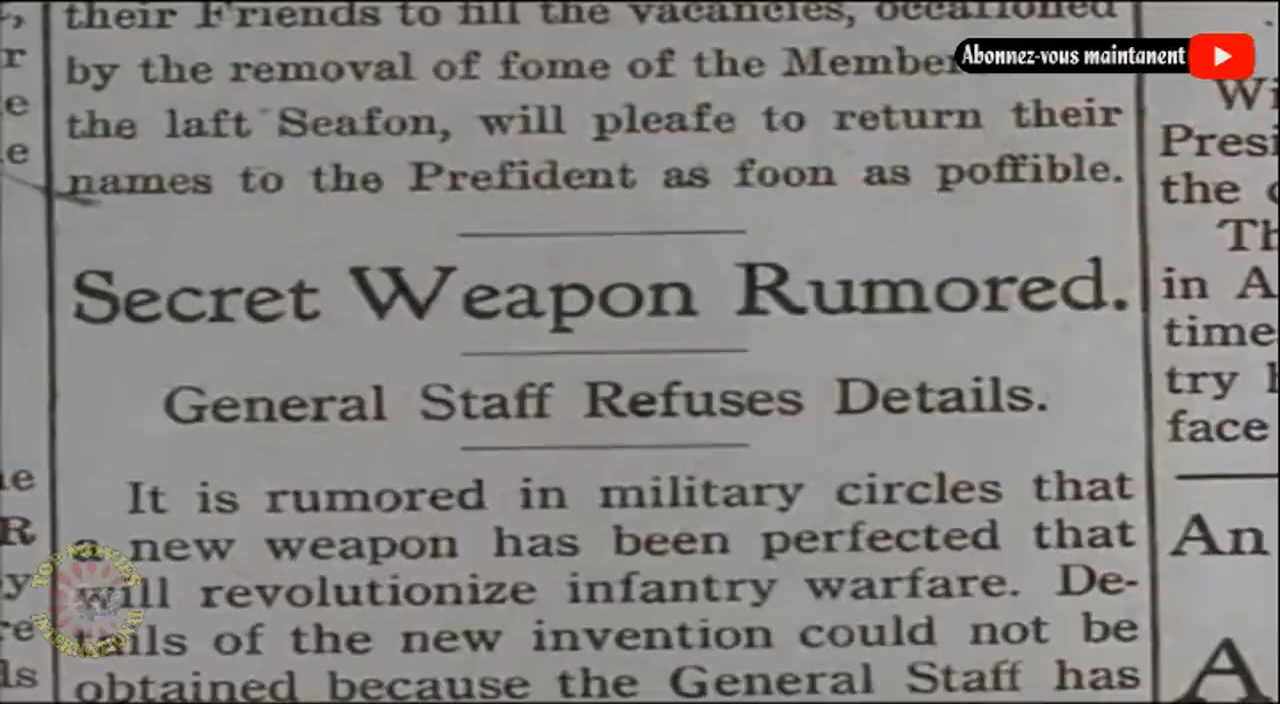 their Friends to fill the vacancies, occafioned
by the removal of fome of the
the laft Seafon, will pleafe to return their
names to the Prefident as foon as poffible.
Secret Weapon Rumored.
General Staff Refuses Details.
It is rumored in military circles that
new weapon has been perfected that
will revolutionize infantry warfare. De-
tails of the new invention could not be
obtained because the General Staff has
Abonnez-vous maintanent
the
in A
time
try
face
An
A